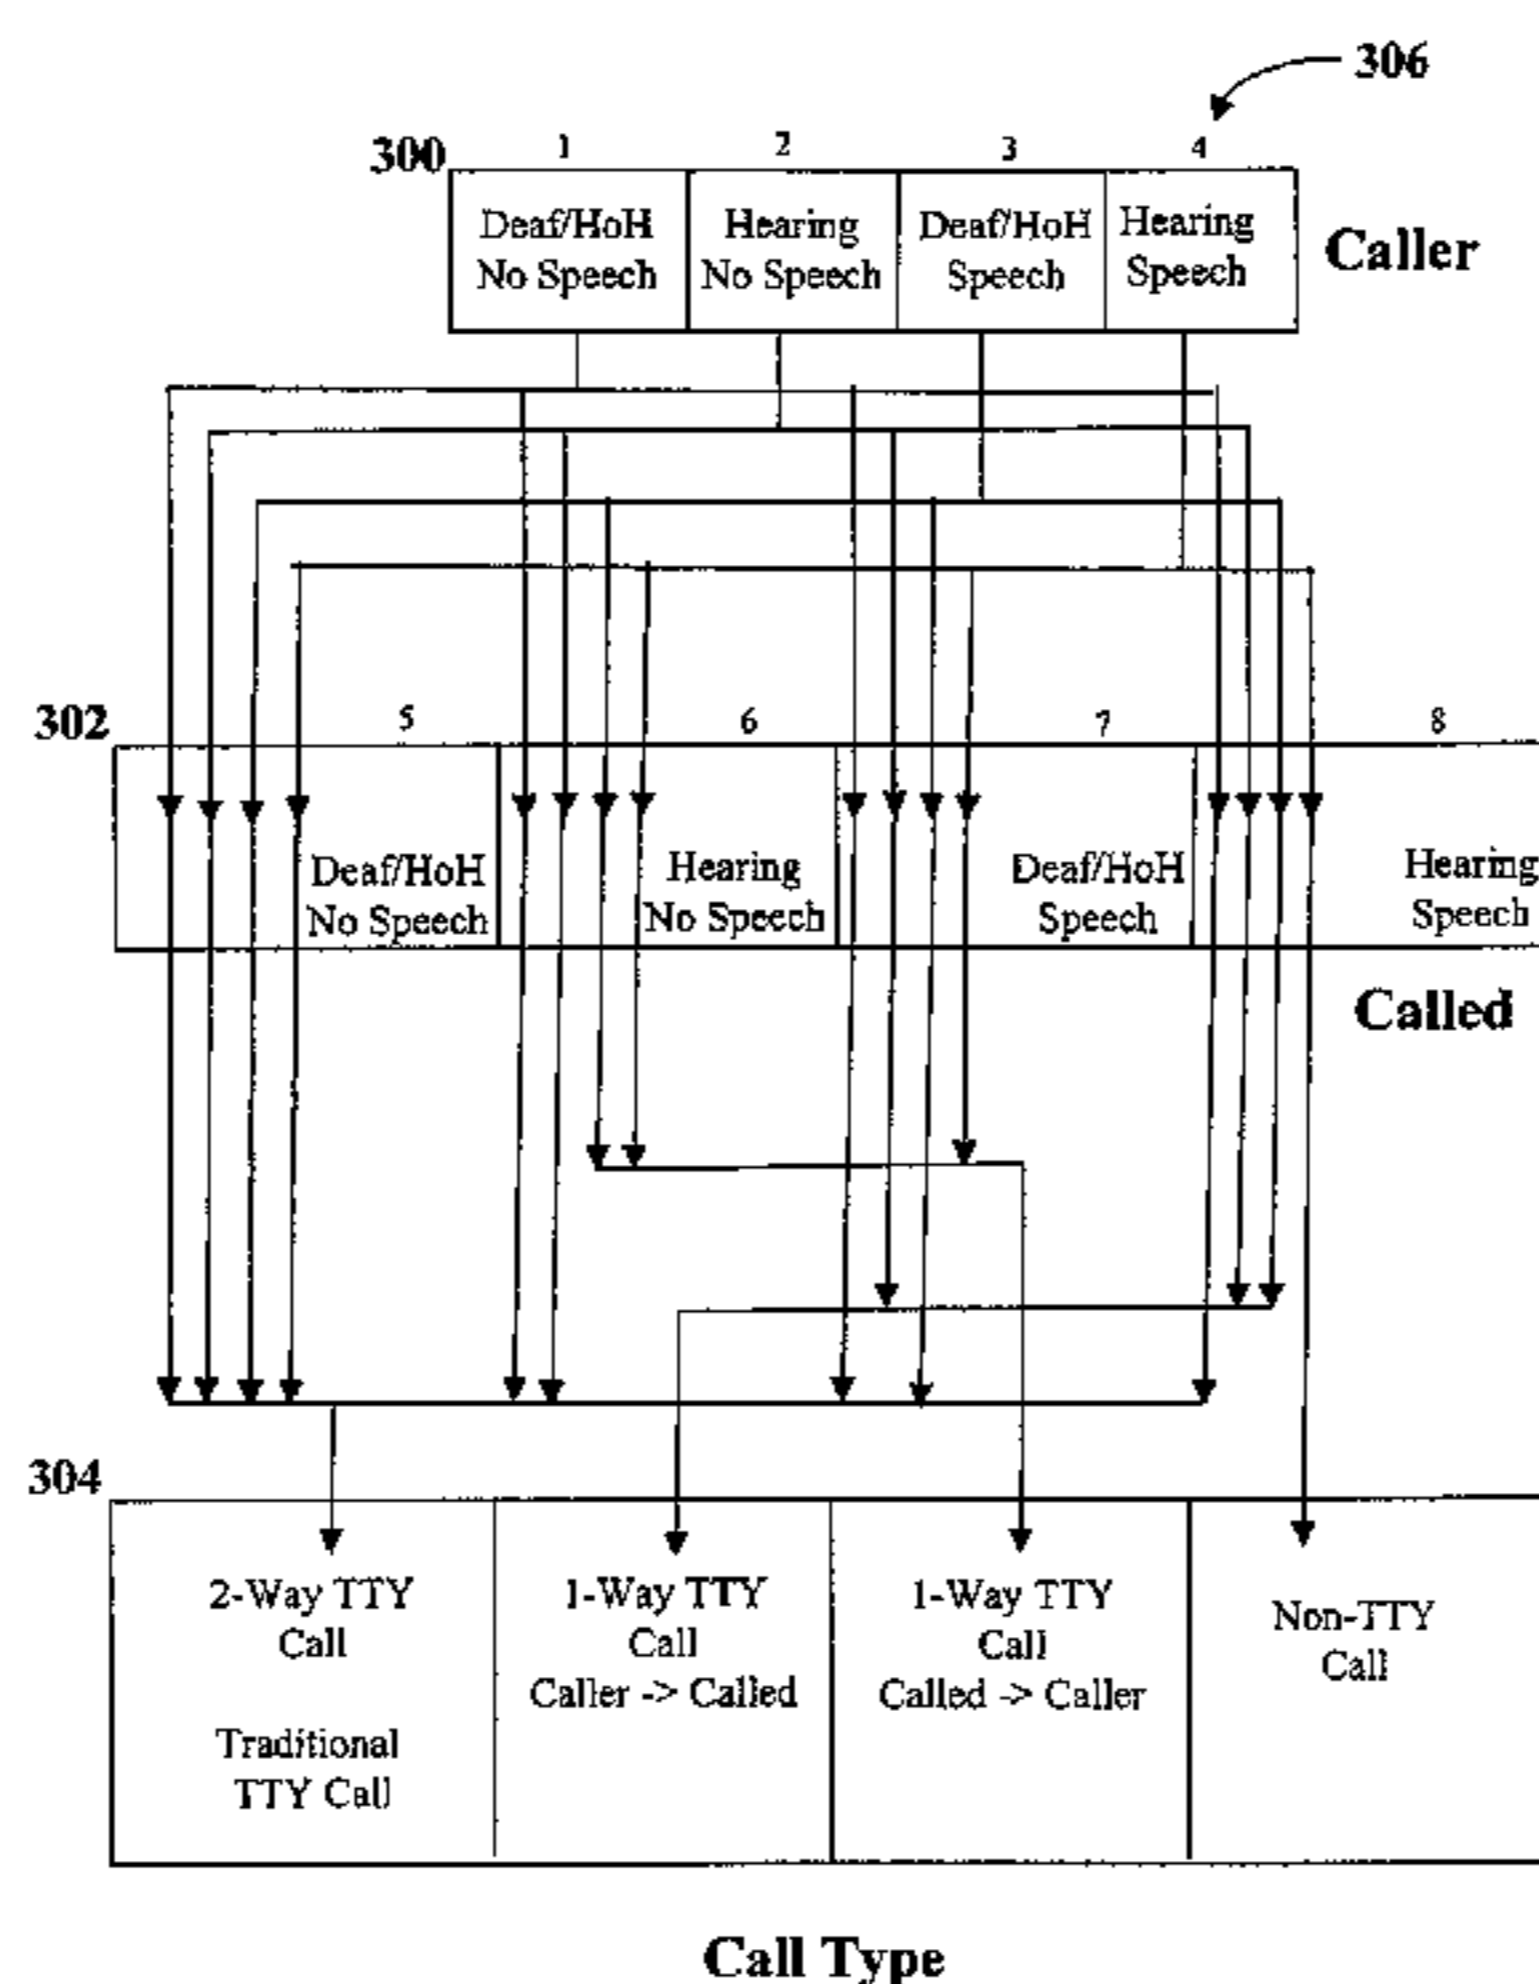 306
300 1 2 3 4
Deaf/HoH Hearing Deaf/HoH Hearing
No Speech No Speech Speech Speech
Caller
302 5 6 7 8
Deaf/HoH Hearing Deaf/HoH Hearing
No Speech No Speech Speech Speech
Called
304
2-Way TTY
Call
Traditional
TTY Call
1-Way TTY
Call
Caller -> Called
1-Way TTY
Call
Called -> Caller
Non-TTY
Call
Call Type